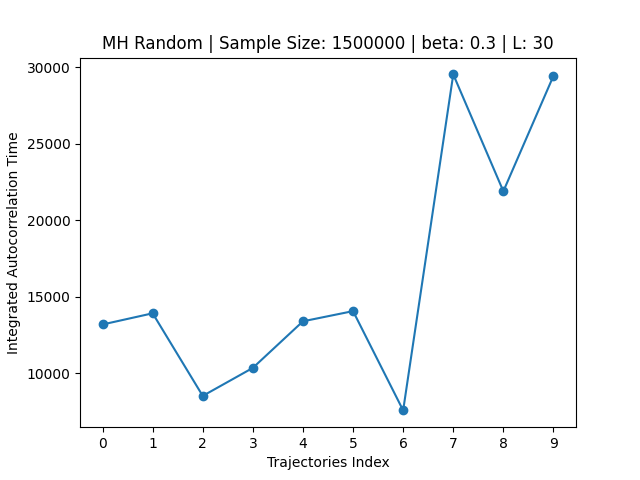 MH Random | Sample Size: 1500000 | beta: 0.3 | L: 30
Integrated Autocorrelation Time
30000
25000
20000
15000
10000
0 1 2 3 4 5 6 7 8 9
Trajectories Index